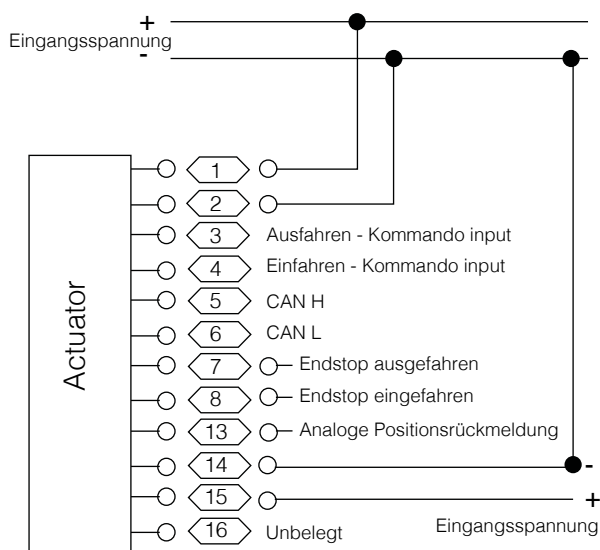 +
Eingangsspannung
-
1
2
3 Ausfahren - Kommando input
4 Einfahren - Kommando input
5 CAN H
6 CAN L
7 Endstop ausgefahren
8 Endstop eingefahren
13 Analoge Positionsrückmeldung
14 -
15 +
16 Unbelegt
Eingangsspannung
Actuator